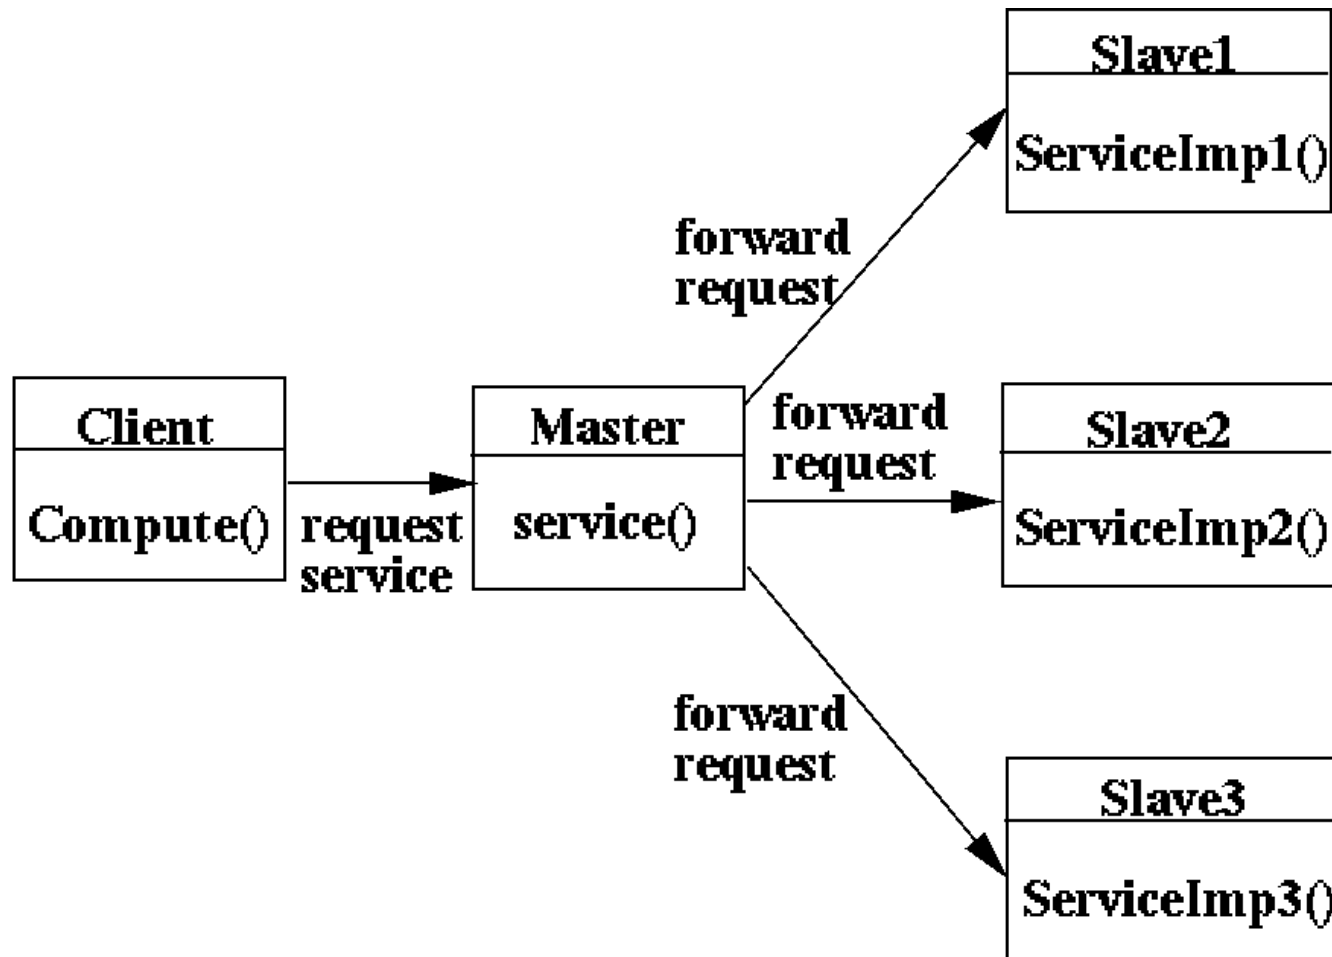 Slave1
ServiceImp1()
forward
request
Client
Compute()
request
service
Master
service()
forward
request
Slave2
ServiceImp2()
forward
request
Slave3
ServiceImp3()